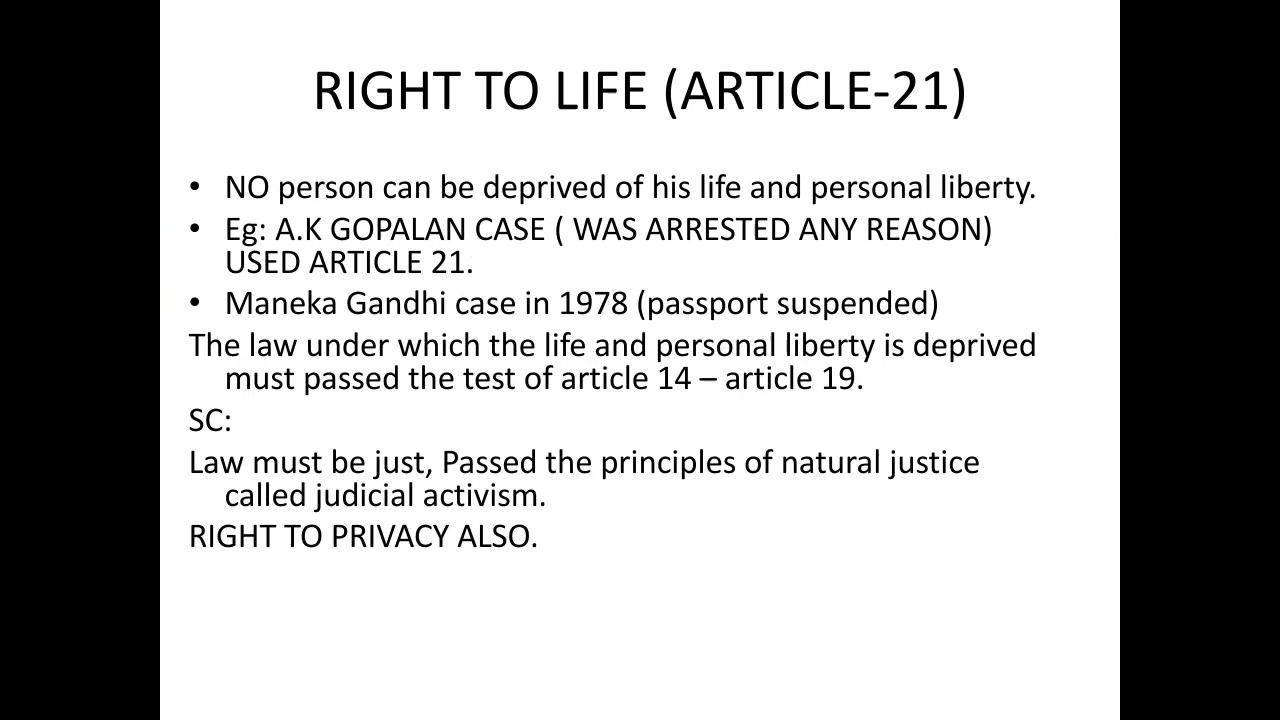 RIGHT TO LIFE (ARTICLE-21)
• NO person can be deprived of his life and personal liberty.
• Eg: A.K GOPALAN CASE ( WAS ARRESTED ANY REASON)
USED ARTICLE 21.
• Maneka Gandhi case in 1978 (passport suspended)
The law under which the life and personal liberty is deprived
must passed the test of article 14 – article 19.
SC:
Law must be just, Passed the principles of natural justice
called judicial activism.
RIGHT TO PRIVACY ALSO.